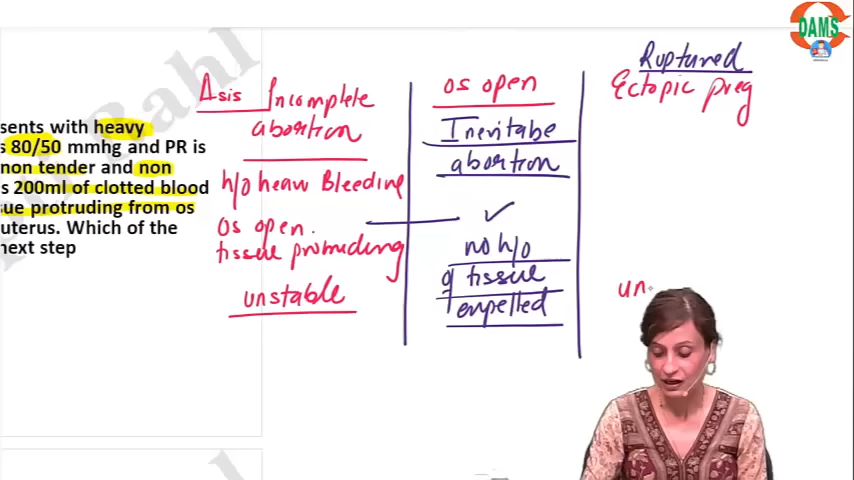 DAMS
sents with heavy
s 80/50 mmhg and PR is
non tender and non
s 200ml of clotted blood
sue protruding from os
uterus. Which of the
next step
Δsis Incomplete
abortion
h/o heavy Bleeding
os open.
tissue protruding
unstable
os open
Inevitabe
abortion
✓
no h/o
of tissue
expelled
Ruptured
Ectopic preg
un